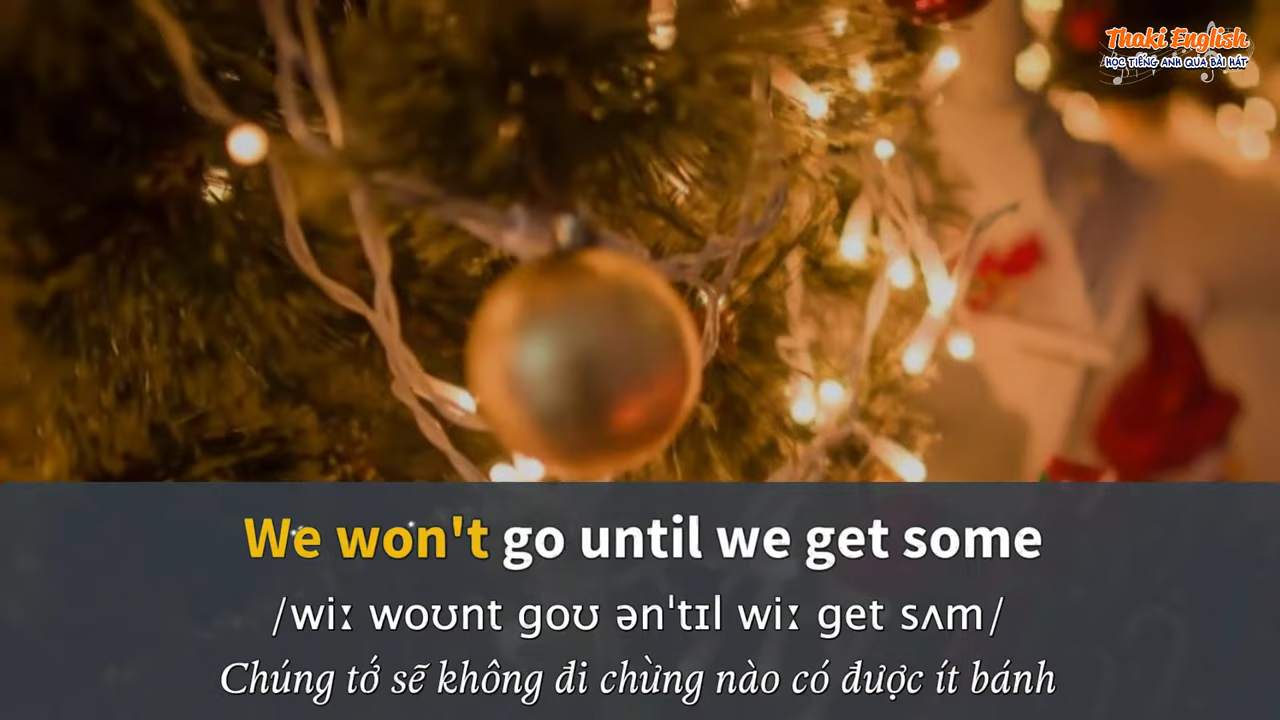 Thaki English
HỌC TIẾNG ANH QUA BÀI HÁT
We won't go until we get some
/wiː woʊnt goʊ ənˈtɪl wiː get sʌm/
Chúng tớ sẽ không đi chừng nào có được ít bánh